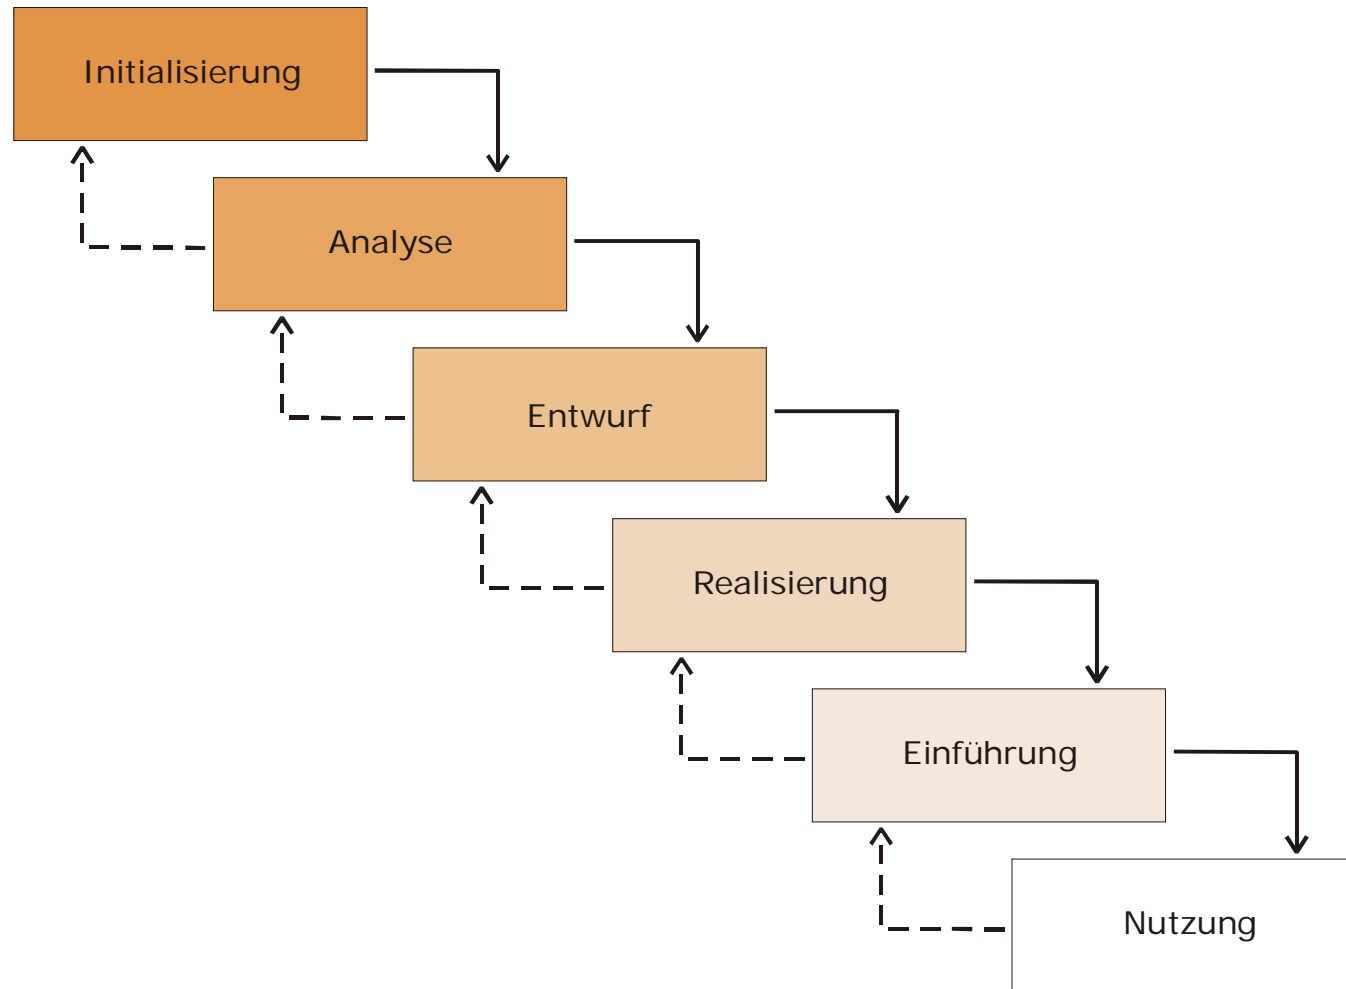 Initialisierung
Analyse
Entwurf
Realisierung
Einführung
Nutzung